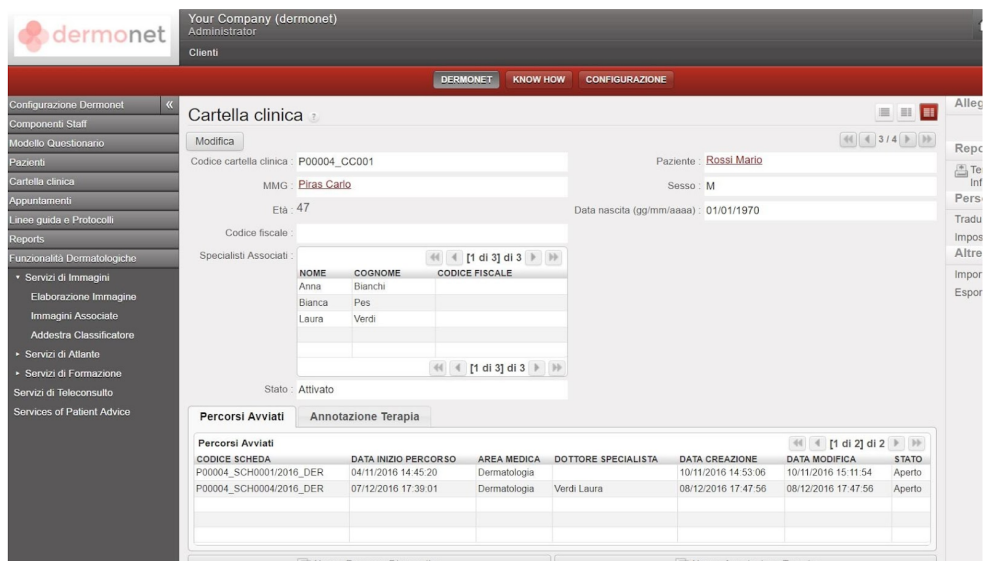 dermonet
Your Company (dermonet)
Administrator
Clienti
DERMONET KNOW HOW CONFIGURAZIONE
Configurazione Dermonet «
Componenti Staff
Modello Questionario
Pazienti
Cartella clinica
Appuntamenti
Linee guida e Protocolli
Reports
Funzionalità Dermatologiche
Servizi di Immagini
Elaborazione Immagine
Immagini Associate
Addestra Classificatore
Servizi di Atlante
Servizi di Formazione
Servizi di Teleconsulto
Services of Patient Advice
Cartella clinica ?
Modifica 3 / 4
Codice cartella clinica : P00004_CC001 Paziente : Rossi Mario
MMG : Piras Carlo Sesso : M
Età : 47 Data nascita (gg/mm/aaaa) : 01/01/1970
Codice fiscale :
Specialisti Associati : [1 di 3] di 3
NOME COGNOME CODICE FISCALE
Anna Bianchi
Bianca Pes
Laura Verdi
[1 di 3] di 3
Stato : Attivato
Percorsi Avviati Annotazione Terapia
Percorsi Avviati [1 di 2] di 2
CODICE SCHEDA DATA INIZIO PERCORSO AREA MEDICA DOTTORE SPECIALISTA DATA CREAZIONE DATA MODIFICA STATO
P00004_SCH0001/2016_DER 04/11/2016 14:45:20 Dermatologia 10/11/2016 14:53:06 10/11/2016 15:11:54 Aperto
P00004_SCH0004/2016_DER 07/12/2016 17:39:01 Dermatologia Verdi Laura 08/12/2016 17:47:56 08/12/2016 17:47:56 Aperto
Alleg
Repo
Te
Inf
Pers
Tradu
Impos
Altre
Impor
Espor